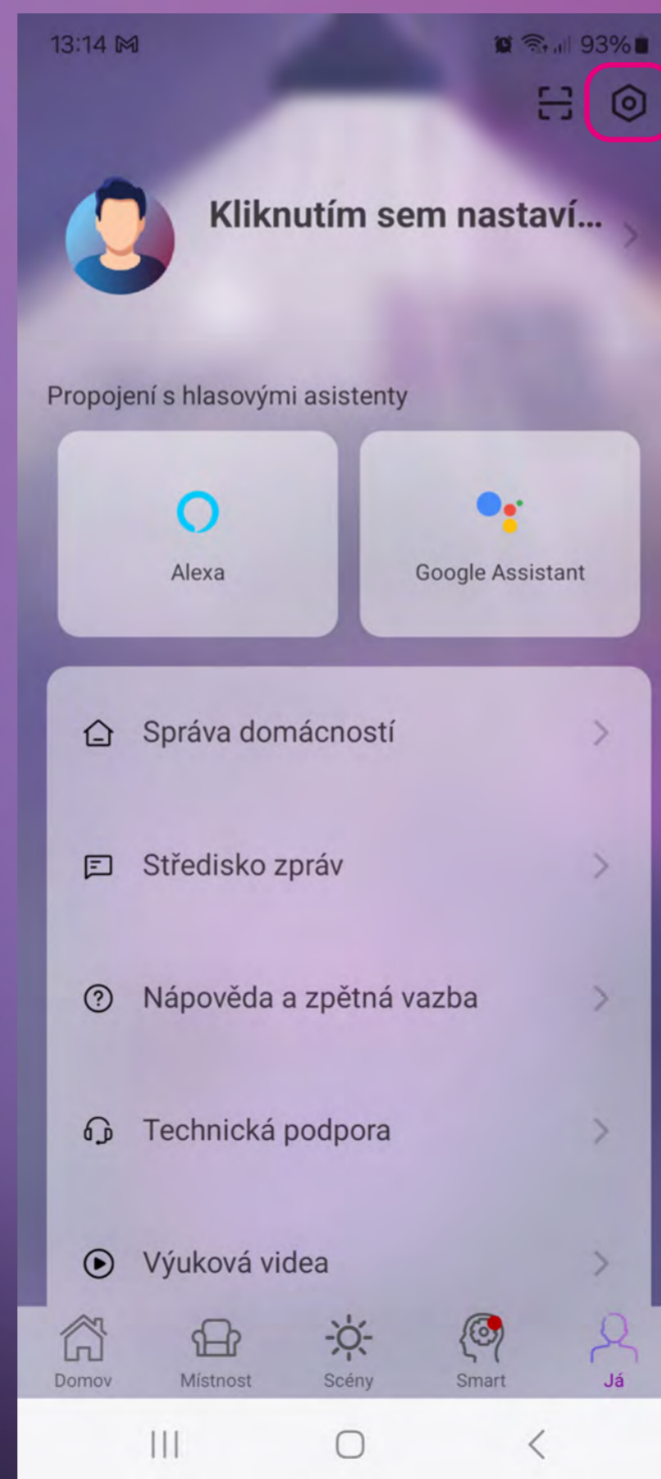 13:14
93%
Kliknutím sem nastaví...
Propojení s hlasovými asistenty
Alexa
Google Assistant
Správa domácností
Středisko zpráv
Nápověda a zpětná vazba
Technická podpora
Výuková videa
Domov
Místnost
Scény
Smart
Já